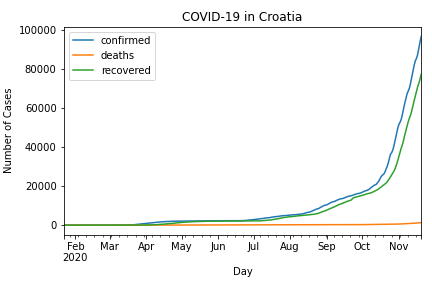 COVID-19 in Croatia
confirmed
deaths
recovered
Number of Cases
100000
80000
60000
40000
20000
0
Feb Mar Apr May Jun Jul Aug Sep Oct Nov
2020
Day